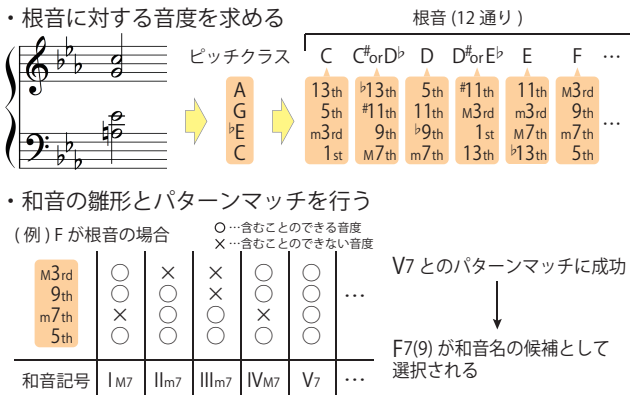 ・根音に対する音度を求める
根音 (12 通り)
ピッチクラス C C#orD♭ D D#orE♭ E F …
A 13th ♭13th 5th #11th 11th M3rd
G 5th #11th 11th M3rd m3rd 9th
♭E m3rd 9th ♭9th 1st M7th m7th …
C 1st M7th m7th 13th ♭13th 5th
・和音の雛形とパターンマッチを行う
(例) F が根音の場合
○ …含むことのできる音度
× …含むことのできない音度
M3rd ○ × × ○ ○
9th ○ ○ × ○ ○ …
m7th × ○ ○ × ○
5th ○ ○ ○ ○ ○
和音記号 IM7 IIm7 IIIm7 IVM7 V7 …
V7 とのパターンマッチに成功
F7(9) が和音名の候補として
選択される